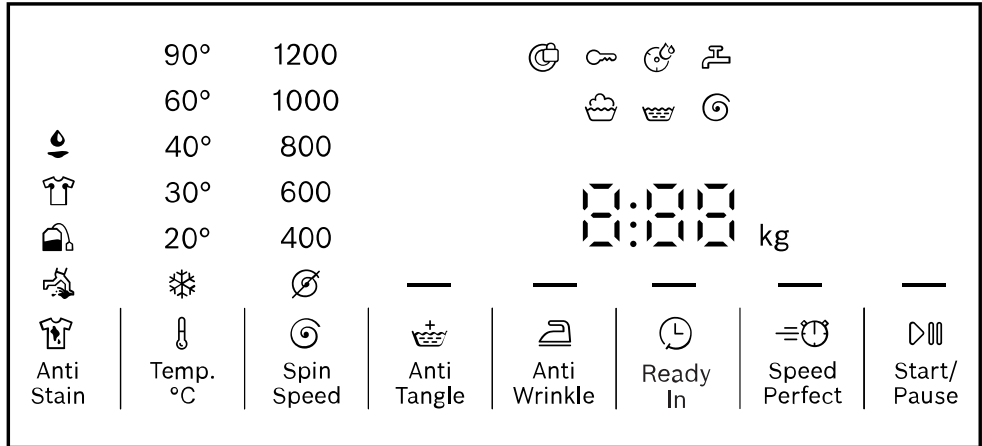 90° 1200
60° 1000
40° 800
30° 600
20° 400
8:88 kg
Anti Stain
Temp. °C
Spin Speed
Anti Tangle
Anti Wrinkle
Ready In
Speed Perfect
Start/ Pause